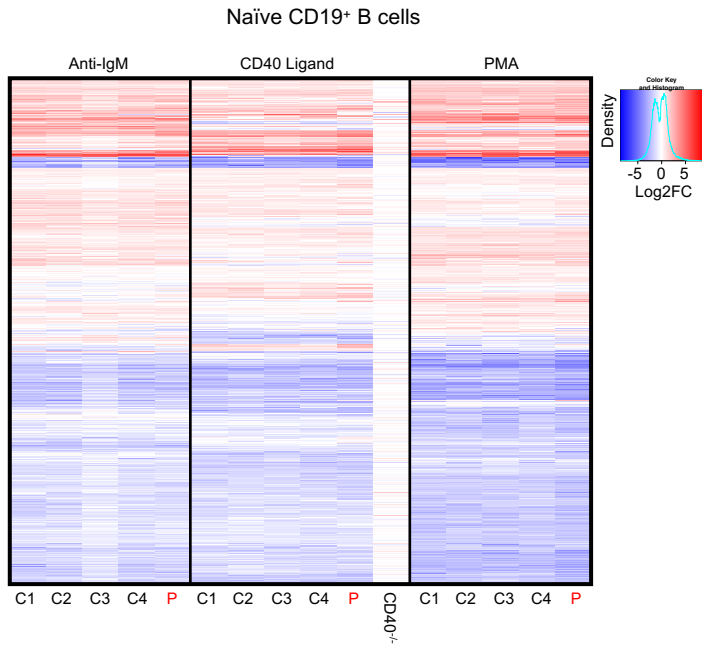 Naïve CD19⁺ B cells
Anti-IgM
CD40 Ligand
PMA
Color Key
and Histogram
Density
-5 0 5
Log2FC
C1 C2 C3 C4 P C1 C2 C3 C4 P CD40⁻/⁻ C1 C2 C3 C4 P